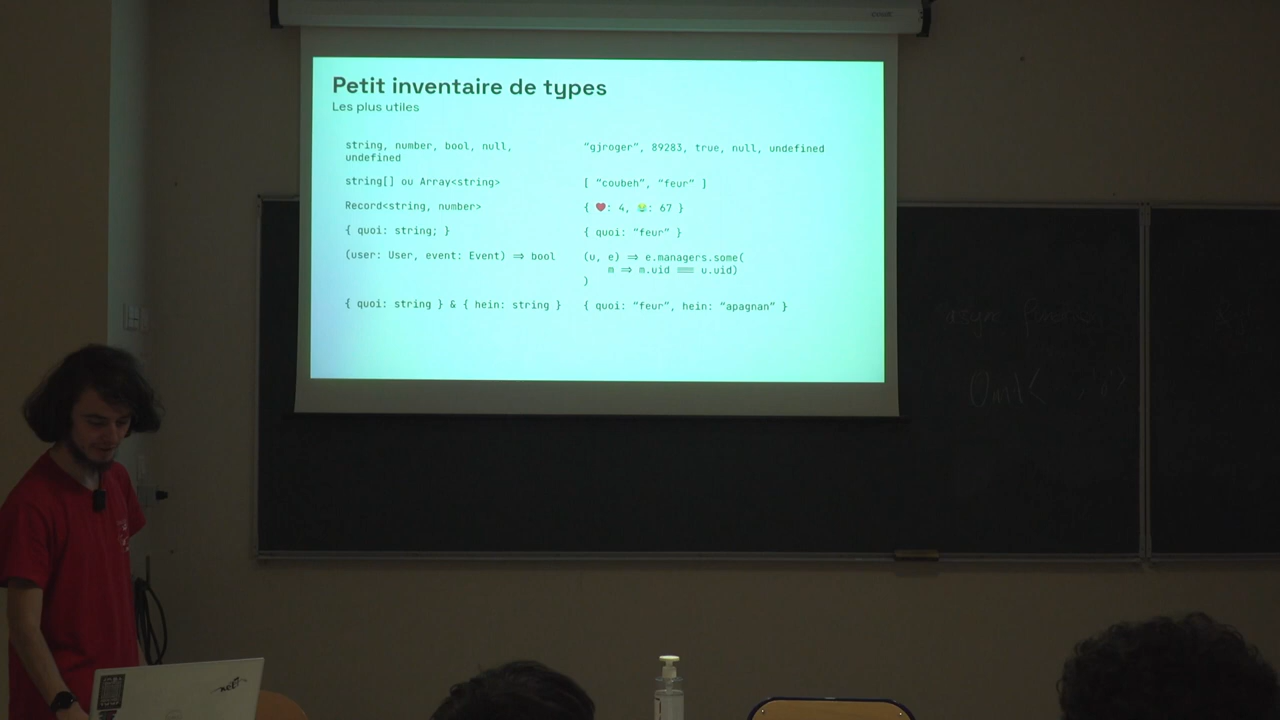 Petit inventaire de types
Les plus utiles
string, number, bool, null,
undefined
"gjroger", 89283, true, null, undefined
string[] ou Array<string>
[ "coubeh", "feur" ]
Record<string, number>
{ ❤️: 4, 😂: 67 }
{ quoi: string; }
{ quoi: "feur" }
(user: User, event: Event) ⇒ bool
(u, e) ⇒ e.managers.some(
m ⇒ m.uid === u.uid)
)
{ quoi: string } & { hein: string }
{ quoi: "feur", hein: "apagnan" }
async function